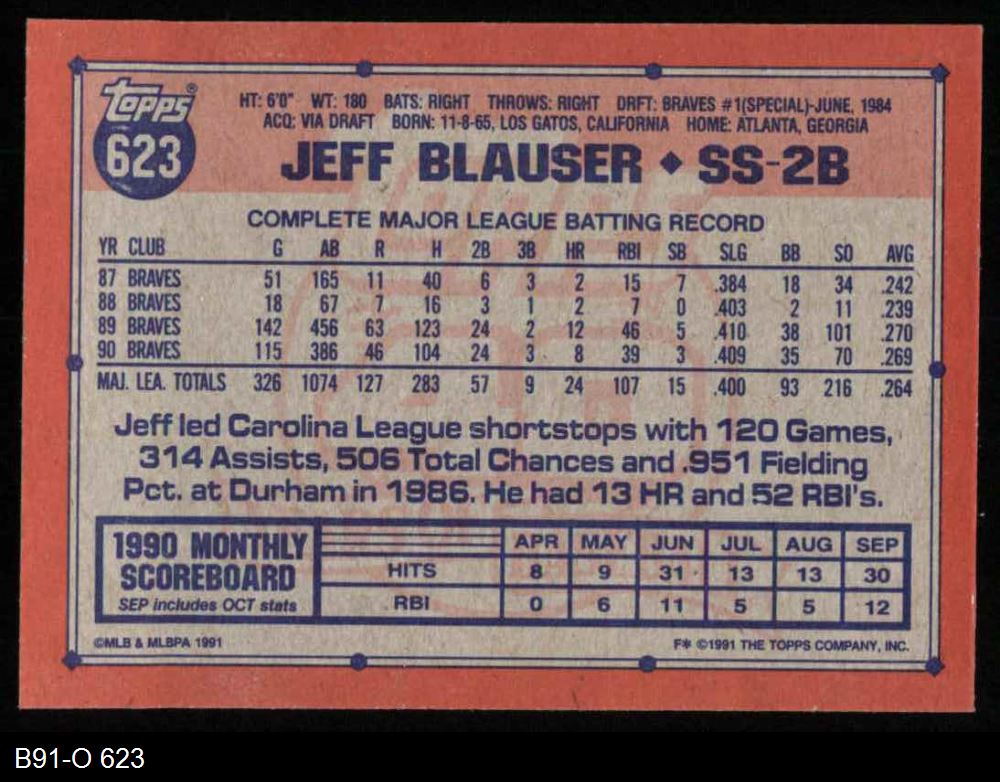 Topps®
623
HT: 6'0" WT: 180 BATS: RIGHT THROWS: RIGHT DRFT: BRAVES #1(SPECIAL)-JUNE, 1984
ACQ: VIA DRAFT BORN: 11-8-65, LOS GATOS, CALIFORNIA HOME: ATLANTA, GEORGIA
JEFF BLAUSER ◆ SS-2B
COMPLETE MAJOR LEAGUE BATTING RECORD
YR CLUB G AB R H 2B 3B HR RBI SB SLG BB SO AVG
87 BRAVES 51 165 11 40 6 3 2 15 7 .384 18 34 .242
88 BRAVES 18 67 7 16 3 1 2 7 0 .403 2 11 .239
89 BRAVES 142 456 63 123 24 2 12 46 5 .410 38 101 .270
90 BRAVES 115 386 46 104 24 3 8 39 3 .409 35 70 .269
MAJ. LEA. TOTALS 326 1074 127 283 57 9 24 107 15 .400 93 216 .264
Jeff led Carolina League shortstops with 120 Games,
314 Assists, 506 Total Chances and .951 Fielding
Pct. at Durham in 1986. He had 13 HR and 52 RBI's.
1990 MONTHLY
SCOREBOARD
SEP includes OCT stats
APR MAY JUN JUL AUG SEP
HITS 8 9 31 13 13 30
RBI 0 6 11 5 5 12
©MLB & MLBPA 1991
F* ©1991 THE TOPPS COMPANY, INC.
B91-O 623